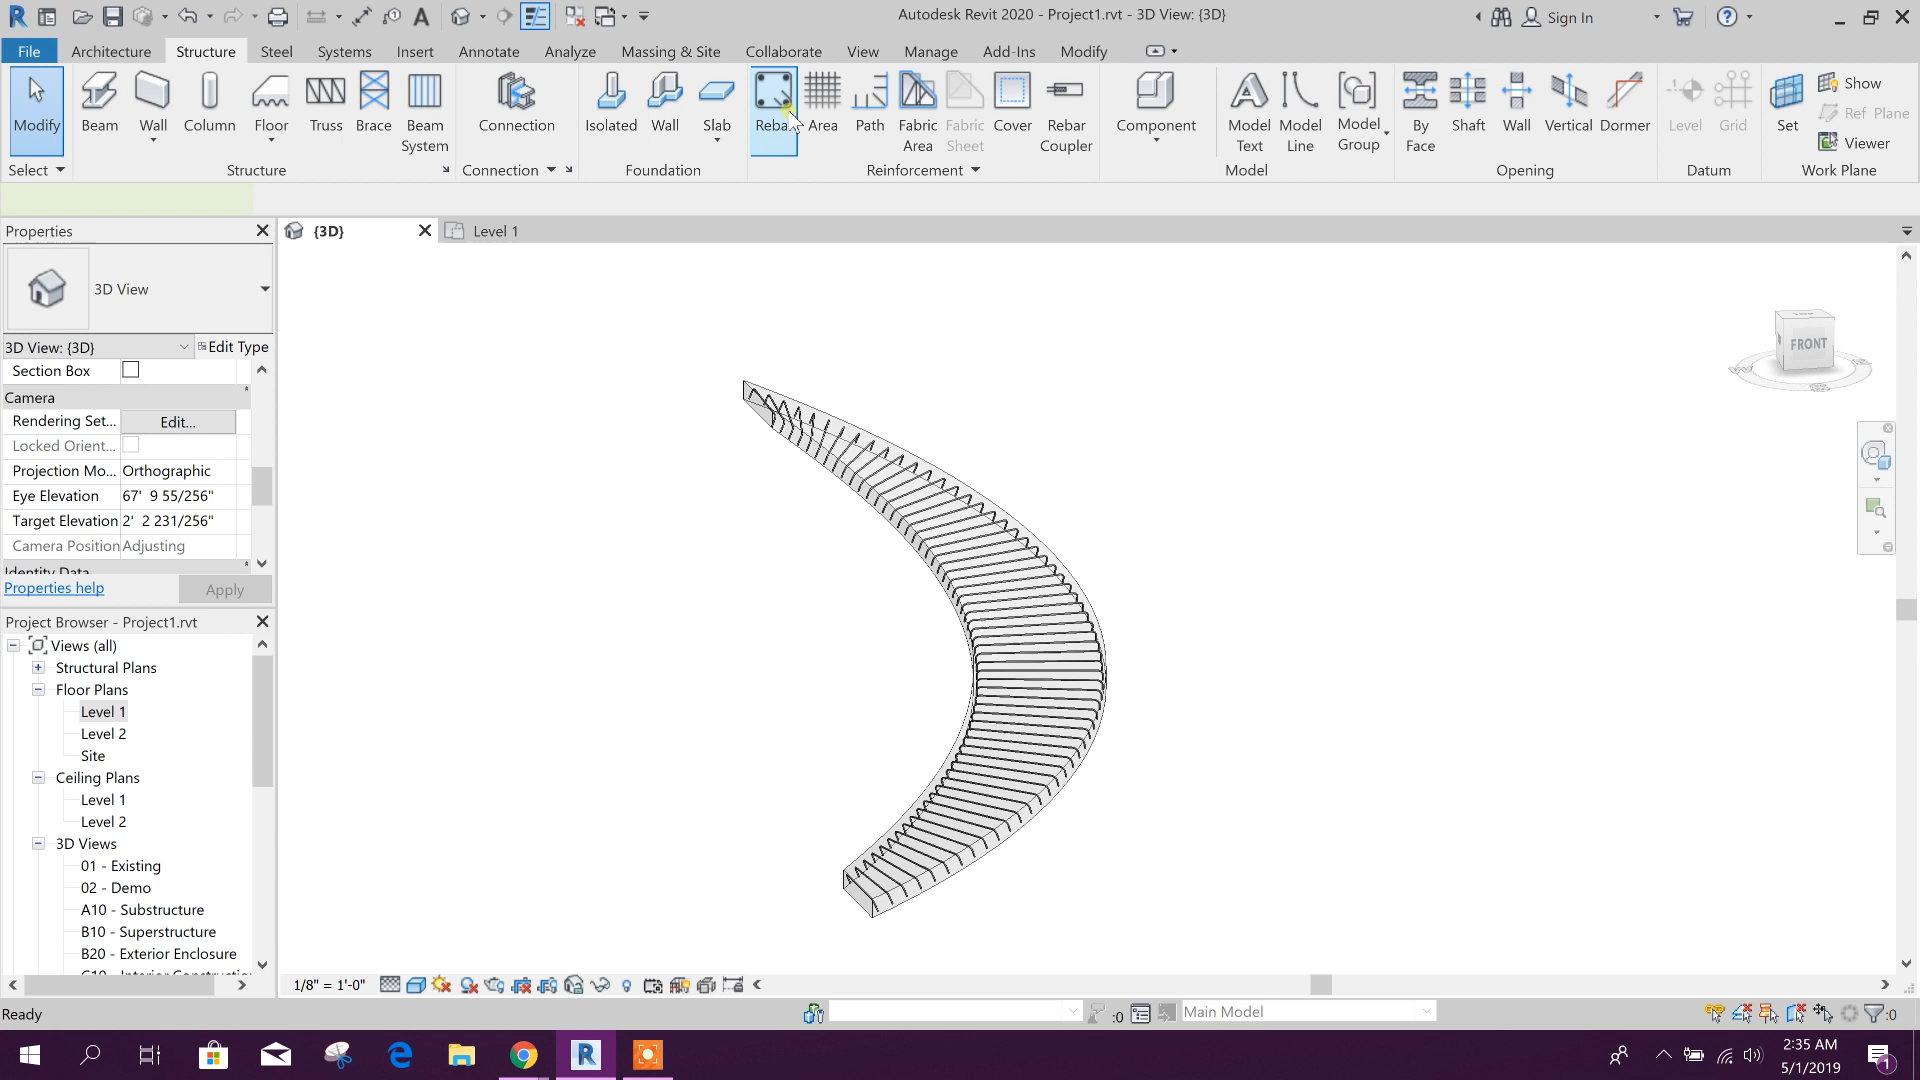 Autodesk Revit 2020 - Project1.rvt - 3D View: {3D}
Sign In
File Architecture Structure Steel Systems Insert Annotate Analyze Massing & Site Collaborate View Manage Add-Ins Modify
Modify
Beam
Wall
Column
Floor
Truss
Brace
Beam System
Connection
Isolated
Wall
Slab
Area
Path
Fabric Area
Fabric Sheet
Cover
Rebar Coupler
Component
Model Text
Model Line
Model Group
By Face
Shaft
Wall
Vertical
Dormer
Level
Grid
Set
Show
Ref Plane
Viewer
Select
Structure
Connection
Foundation
Reinforcement
Model
Opening
Datum
Work Plane
Properties
{3D}
Level 1
3D View
3D View: {3D}
Edit Type
Section Box
Camera
Rendering Set... Edit...
Locked Orient...
Projection Mo... Orthographic
Eye Elevation 67' 9 55/256"
Target Elevation 2' 2 231/256"
Camera Position Adjusting
Identity Data
Properties help
Apply
Project Browser - Project1.rvt
Views (all)
Structural Plans
Floor Plans
Level 1
Level 2
Site
Ceiling Plans
Level 1
Level 2
3D Views
01 - Existing
02 - Demo
A10 - Substructure
B10 - Superstructure
B20 - Exterior Enclosure
FRONT
1/8" = 1'-0"
Ready
:0
Main Model
:0
2:35 AM
5/1/2019
1